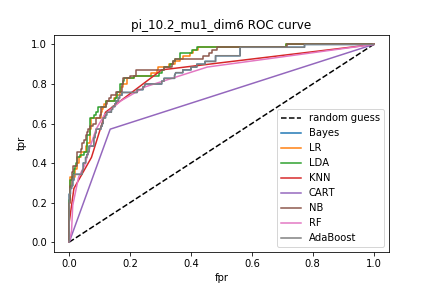 pi_10.2_mu1_dim6 ROC curve
1.0
0.8
0.6
0.4
0.2
0.0
tpr
random guess
Bayes
LR
LDA
KNN
CART
NB
RF
AdaBoost
0.0 0.2 0.4 0.6 0.8 1.0
fpr